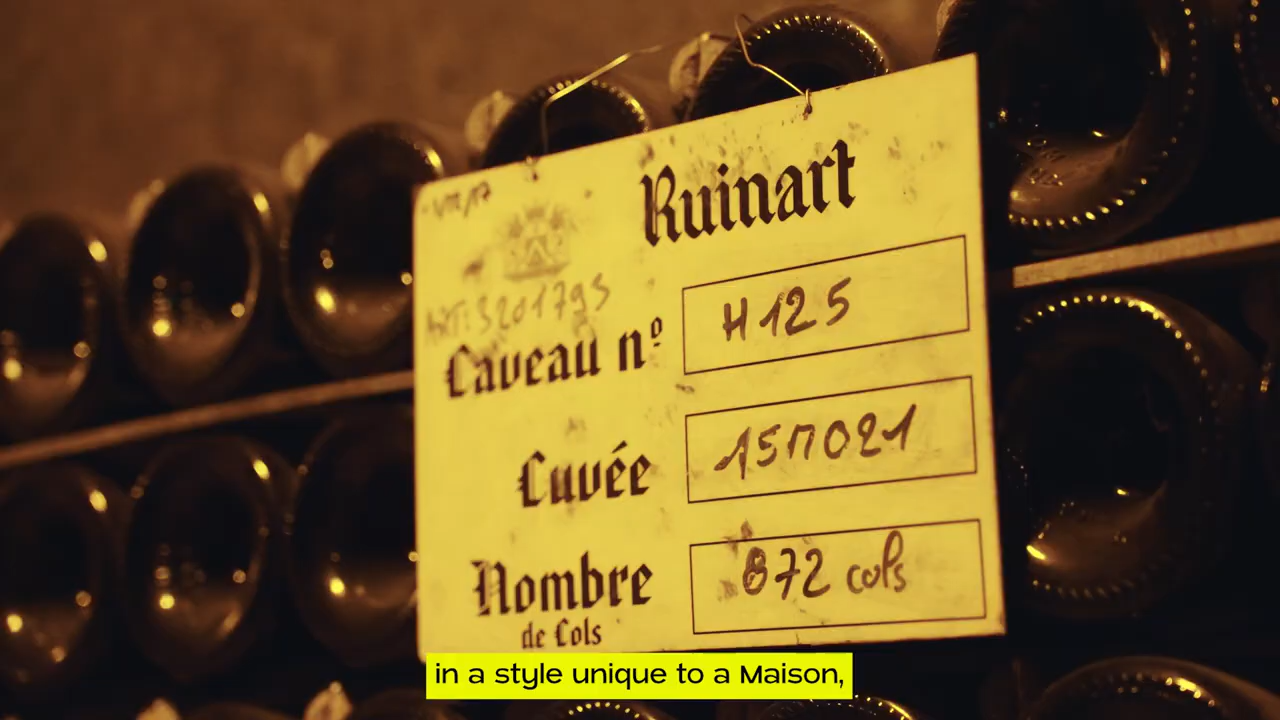 Ruinart
Caveau nº H125
Cuvée 15M021
Nombre 872 cols
de Cols
in a style unique to a Maison,